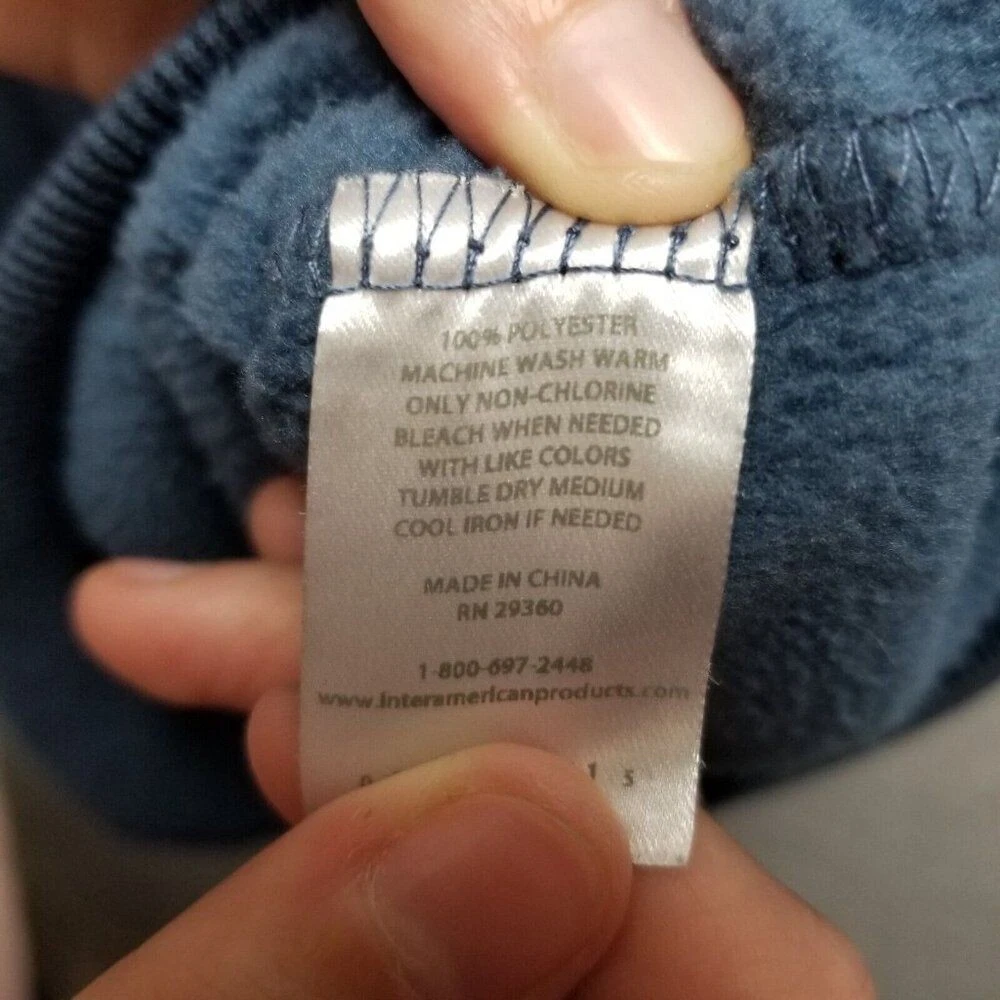 100% POLYESTER
MACHINE WASH WARM
ONLY NON-CHLORINE
BLEACH WHEN NEEDED
WITH LIKE COLORS
TUMBLE DRY MEDIUM
COOL IRON IF NEEDED
MADE IN CHINA
RN 29360
1-800-697-2448
www.interamericanproducts.com
1 s